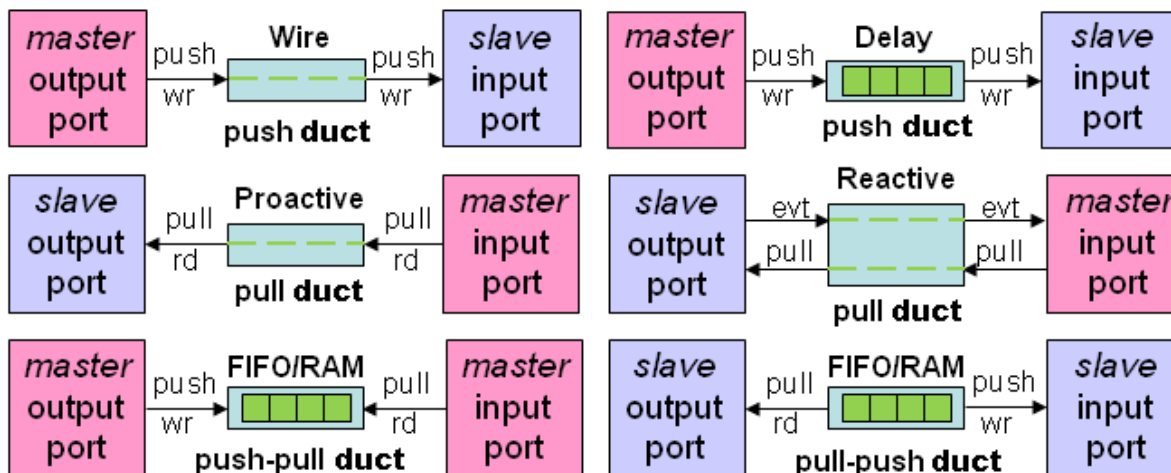 master
output
port
push
wr
Wire
push duct
push
wr
slave
input
port
master
output
port
push
wr
Delay
push duct
push
wr
slave
input
port
slave
output
port
pull
rd
Proactive
pull duct
pull
rd
master
input
port
slave
output
port
evt
pull
Reactive
pull duct
evt
pull
master
input
port
master
output
port
push
wr
FIFO/RAM
push-pull duct
pull
rd
master
input
port
slave
output
port
pull
rd
FIFO/RAM
pull-push duct
push
wr
slave
input
port